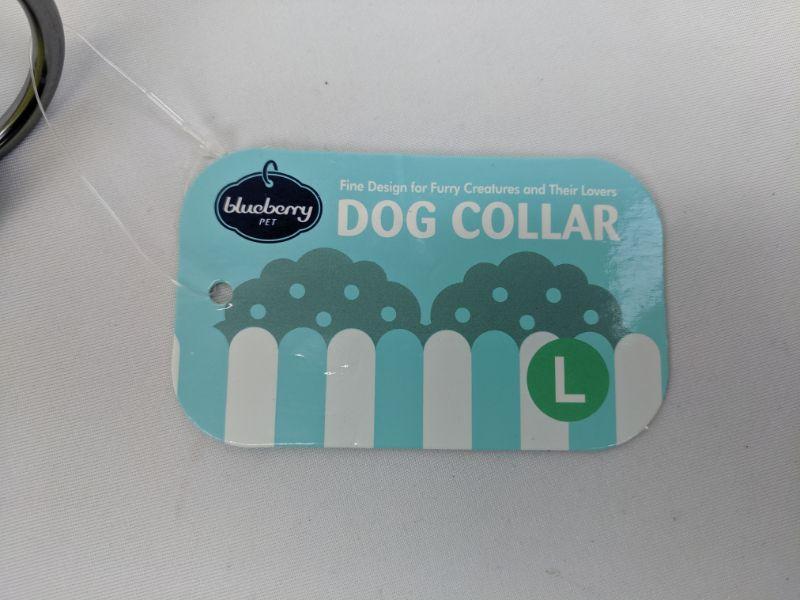 blueberry
PET
Fine Design for Furry Creatures and Their Lovers
DOG COLLAR
L